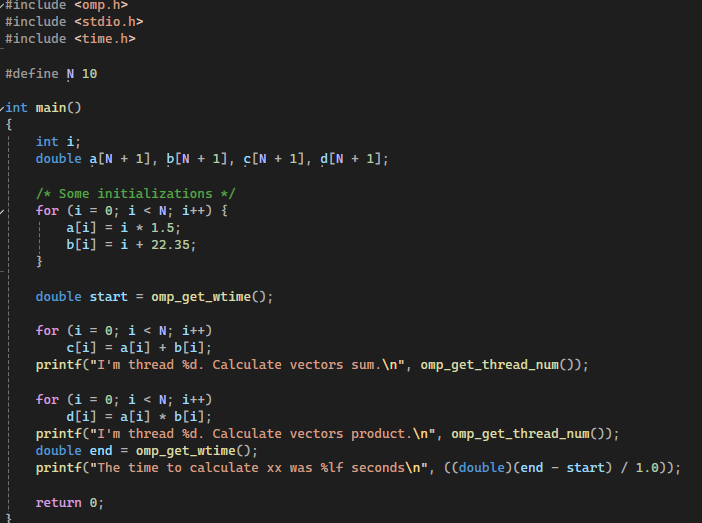 #include <omp.h>
#include <stdio.h>
#include <time.h>
#define N 10
int main()
{
int i;
double a[N + 1], b[N + 1], c[N + 1], d[N + 1];
/* Some initializations */
for (i = 0; i < N; i++) {
a[i] = i * 1.5;
b[i] = i + 22.35;
}
double start = omp_get_wtime();
for (i = 0; i < N; i++)
c[i] = a[i] + b[i];
printf("I'm thread %d. Calculate vectors sum.\n", omp_get_thread_num());
for (i = 0; i < N; i++)
d[i] = a[i] * b[i];
printf("I'm thread %d. Calculate vectors product.\n", omp_get_thread_num());
double end = omp_get_wtime();
printf("The time to calculate xx was %lf seconds\n", ((double)(end - start) / 1.0));
return 0;
}